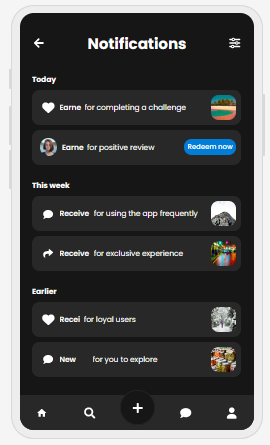 Notifications
Today
Earne for completing a challenge
Earne for positive review
Redeem now
This week
Receive for using the app frequently
Receive for exclusive experience
Earlier
Recei for loyal users
New for you to explore